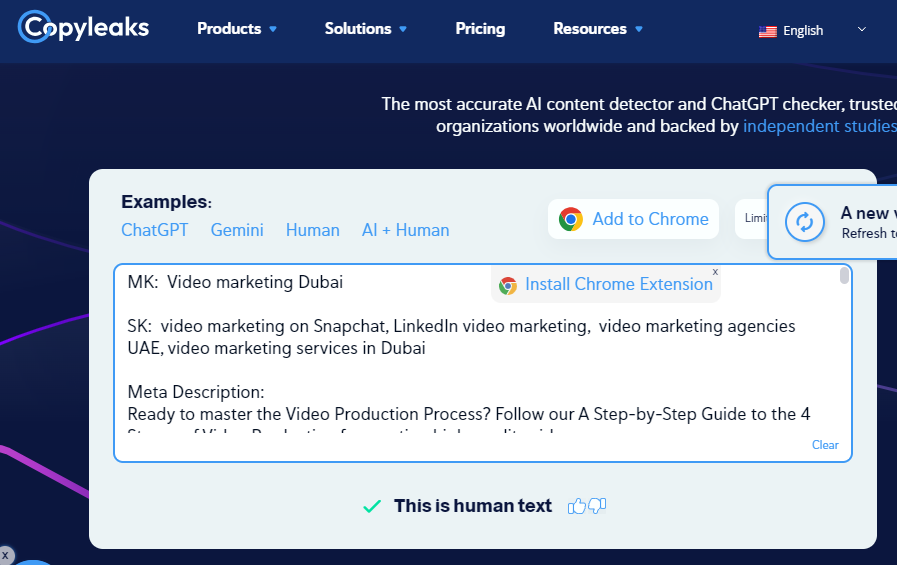 Copyleaks
Products Solutions Pricing Resources English
The most accurate AI content detector and ChatGPT checker, trusted
organizations worldwide and backed by independent studies
Examples:
ChatGPT Gemini Human AI + Human
Add to Chrome
A new
Refresh
MK: Video marketing Dubai
x
Install Chrome Extension
SK: video marketing on Snapchat, LinkedIn video marketing, video marketing agencies
UAE, video marketing services in Dubai
Meta Description:
Ready to master the Video Production Process? Follow our A Step-by-Step Guide to the 4
Clear
This is human text
x